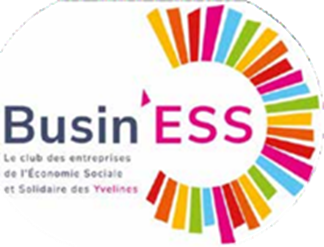 Busin'ESS
Le club des entreprises
de l'Économie Sociale
et Solidaire des Yvelines